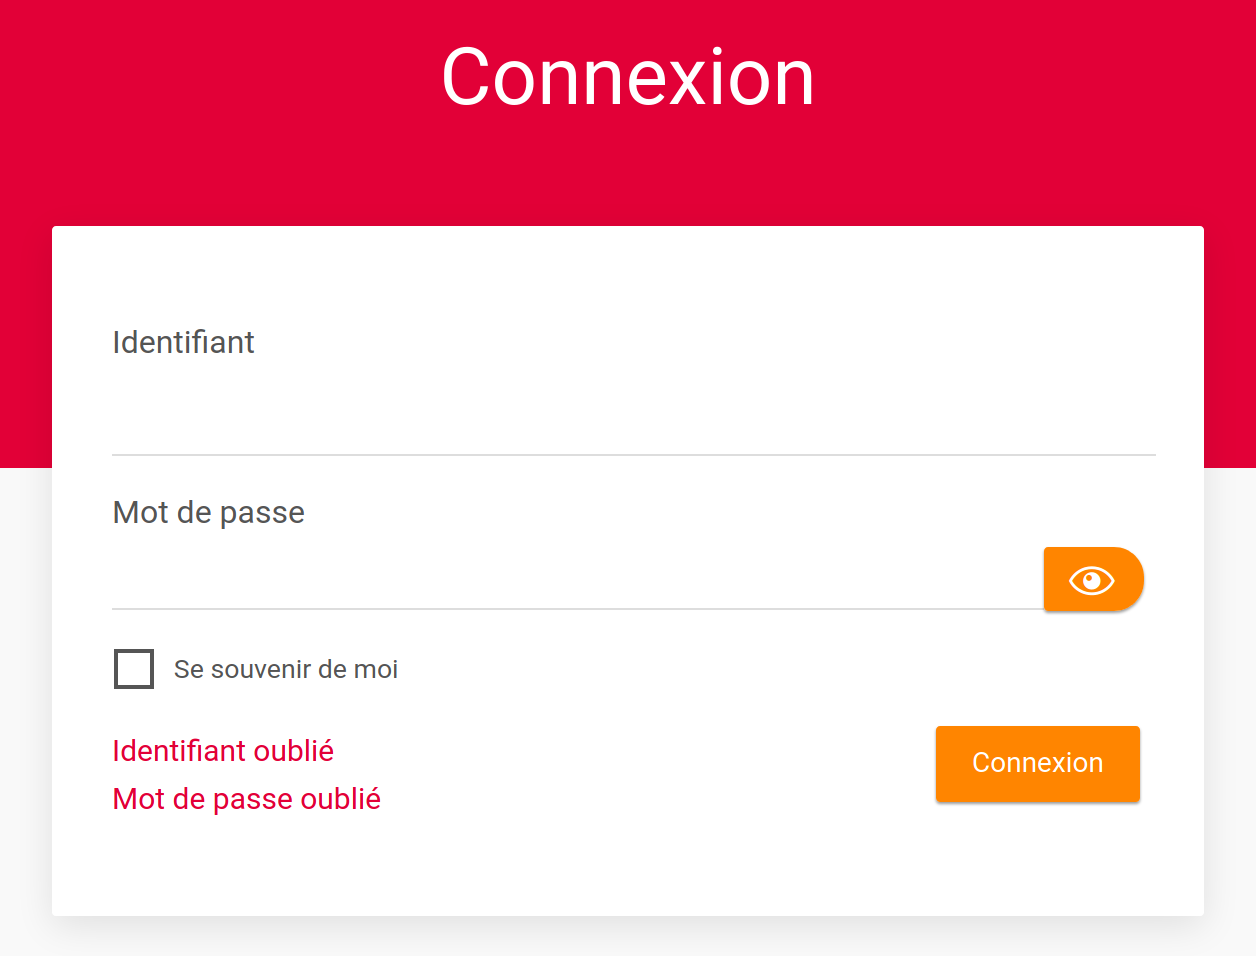 Connexion
Identifiant
Mot de passe
Se souvenir de moi
Identifiant oublié
Mot de passe oublié
Connexion